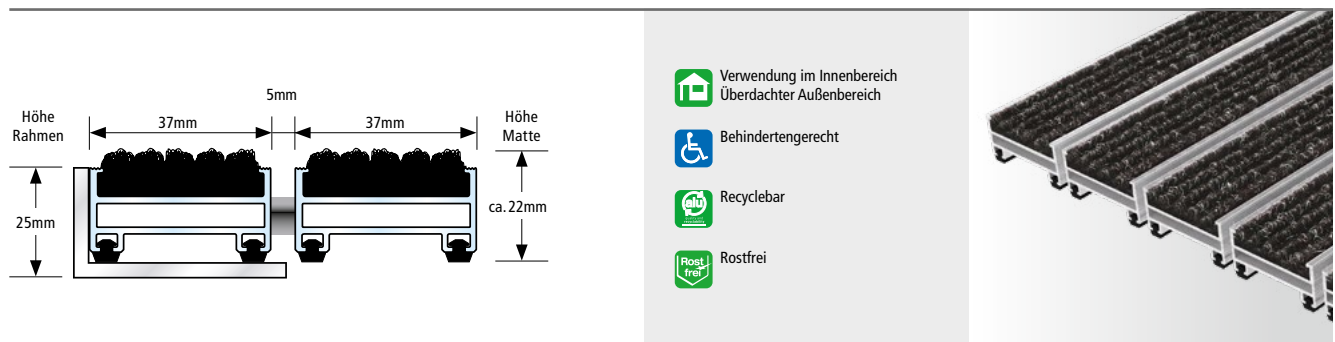 Höhe
Rahmen
37mm
5mm
37mm
Höhe
Matte
25mm
ca. 22mm
Verwendung im Innenbereich
Überdachter Außenbereich
Behindertengerecht
alu
Recyclebar
Rost
frei
Rostfrei